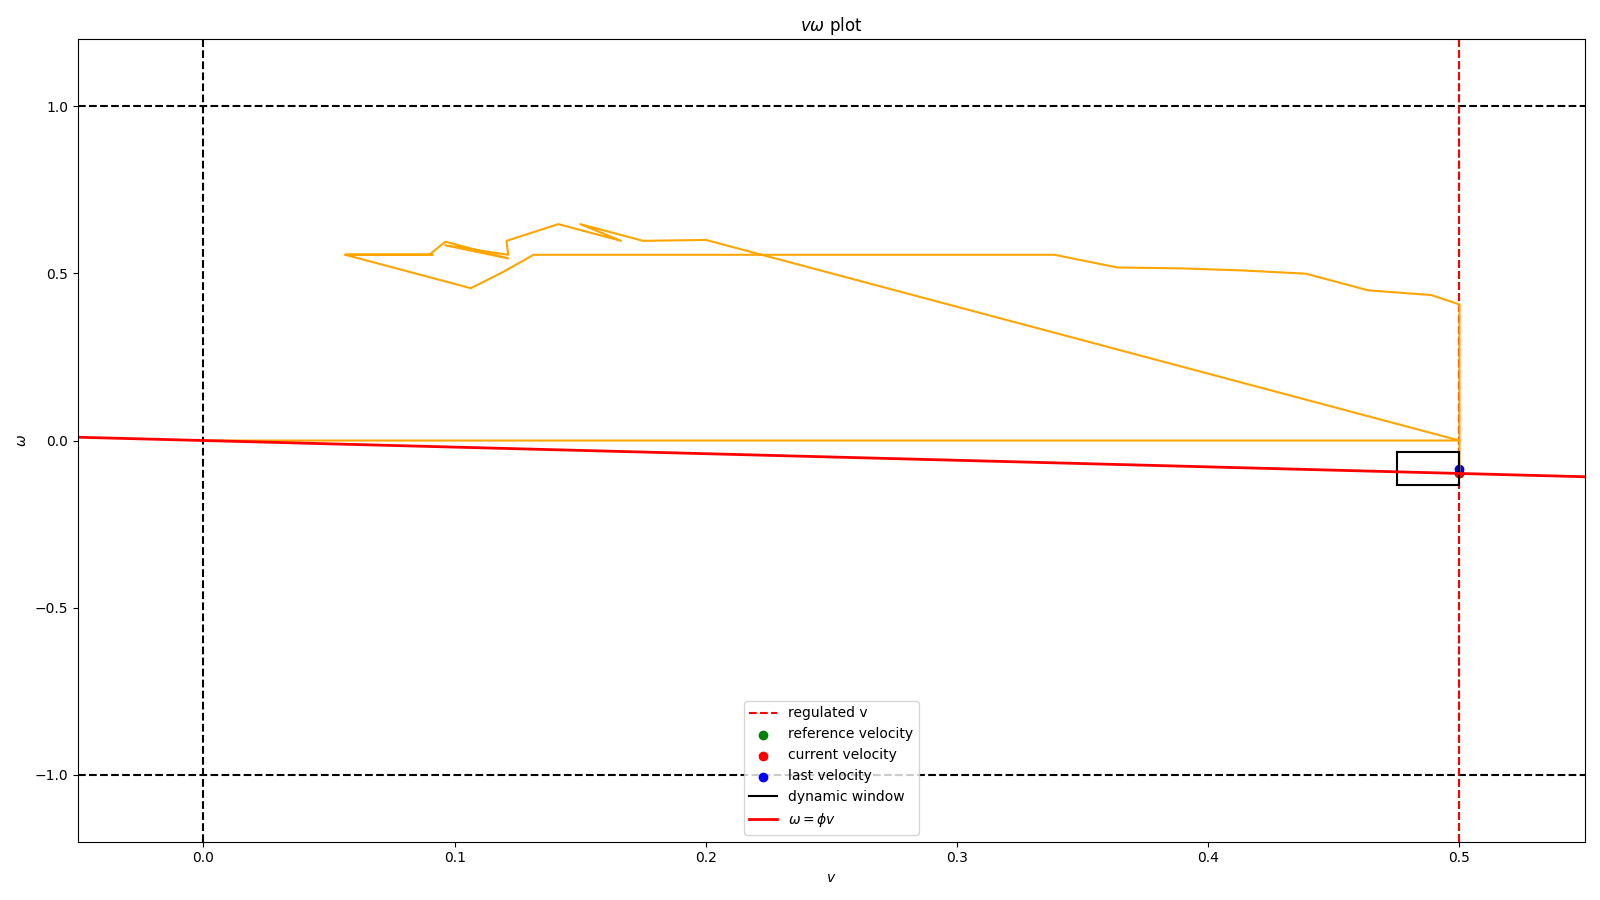 vω plot
1.0
0.5
0.0
−0.5
−1.0
ω
regulated v
reference velocity
current velocity
last velocity
dynamic window
ω = ϕv
0.0 0.1 0.2 0.3 0.4 0.5
v